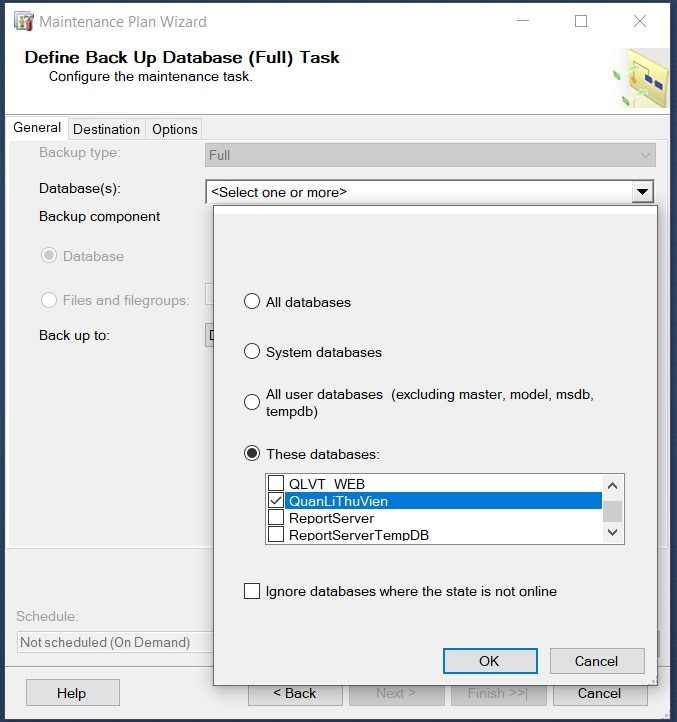 Maintenance Plan Wizard
Define Back Up Database (Full) Task
Configure the maintenance task.
General Destination Options
Backup type: Full
Database(s): <Select one or more>
Backup component
Database
Files and filegroups:
Back up to:
All databases
System databases
All user databases (excluding master, model, msdb,
tempdb)
These databases:
QLVT_WEB
QuanLiThuVien
ReportServer
ReportServerTempDB
Ignore databases where the state is not online
OK Cancel
Schedule:
Not scheduled (On Demand)
Help < Back Next > Finish >>| Cancel